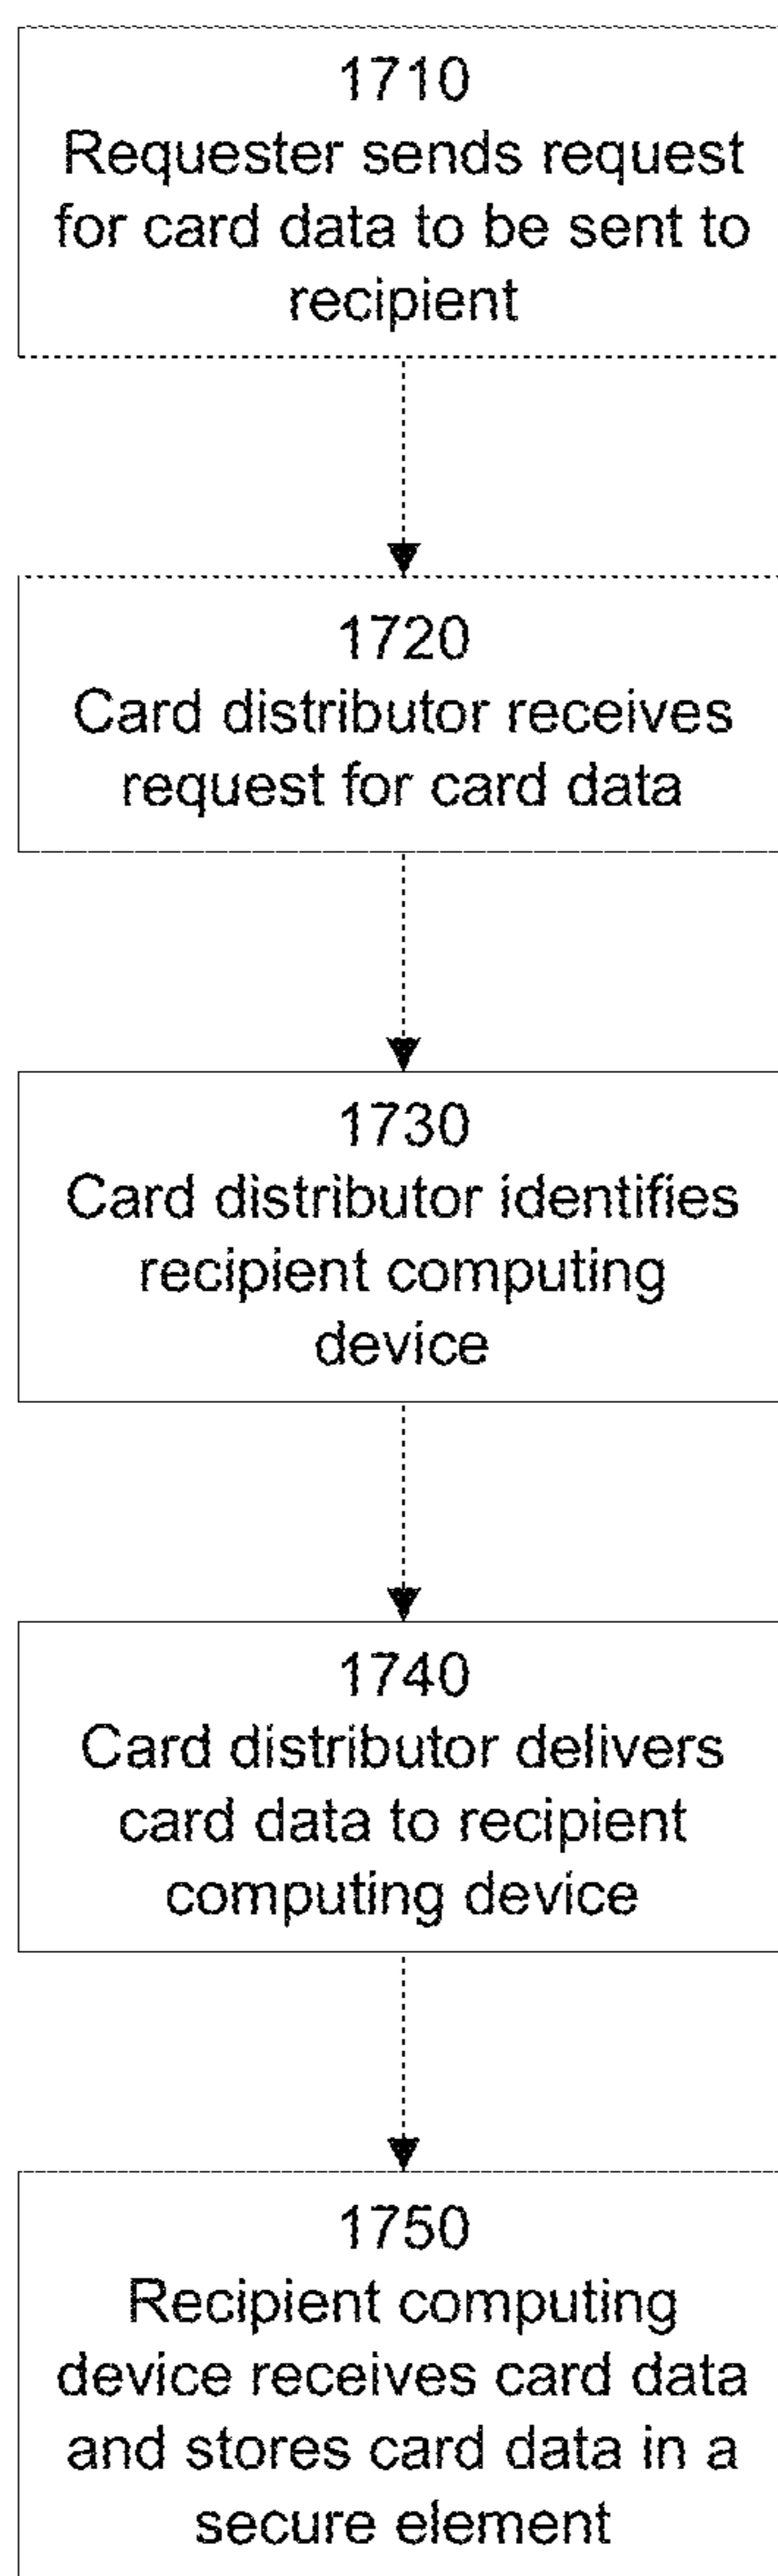 1710
Requester sends request
for card data to be sent to
recipient
1720
Card distributor receives
request for card data
1730
Card distributor identifies
recipient computing
device
1740
Card distributor delivers
card data to recipient
computing device
1750
Recipient computing
device receives card data
and stores card data in a
secure element